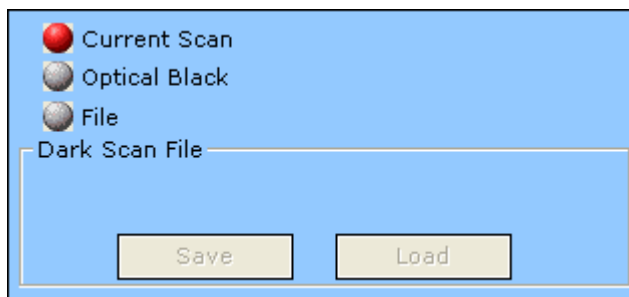 Current Scan
Optical Black
File
Dark Scan File
Save Load